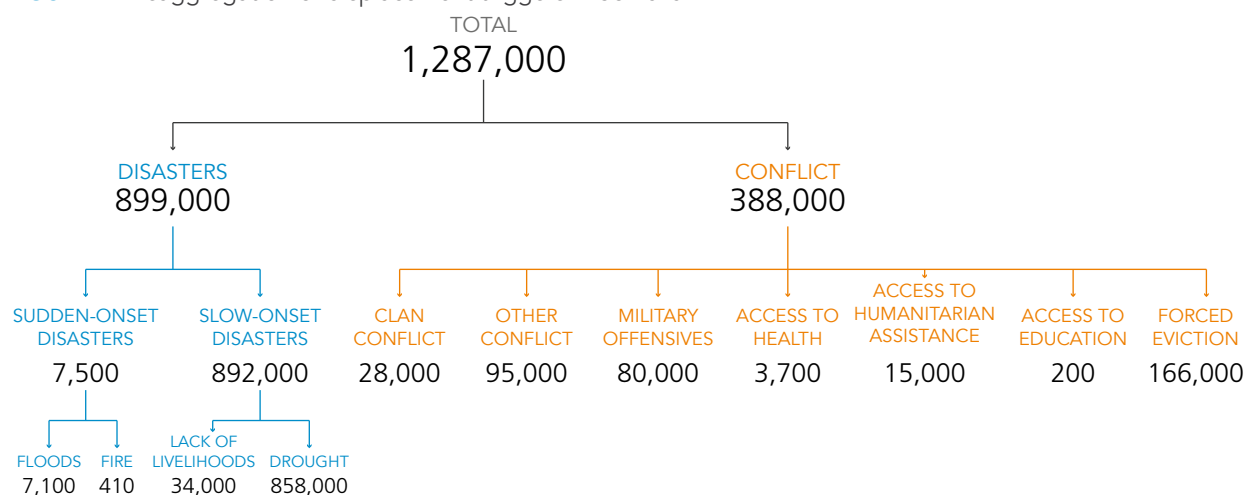 TOTAL
1,287,000
DISASTERS
899,000
CONFLICT
388,000
SUDDEN-ONSET
DISASTERS
7,500
SLOW-ONSET
DISASTERS
892,000
CLAN
CONFLICT
28,000
OTHER
CONFLICT
95,000
MILITARY
OFFENSIVES
80,000
ACCESS TO
HEALTH
3,700
ACCESS TO
HUMANITARIAN
ASSISTANCE
15,000
ACCESS TO
EDUCATION
200
FORCED
EVICTION
166,000
FLOODS
7,100
FIRE
410
LACK OF
LIVELIHOODS
34,000
DROUGHT
858,000